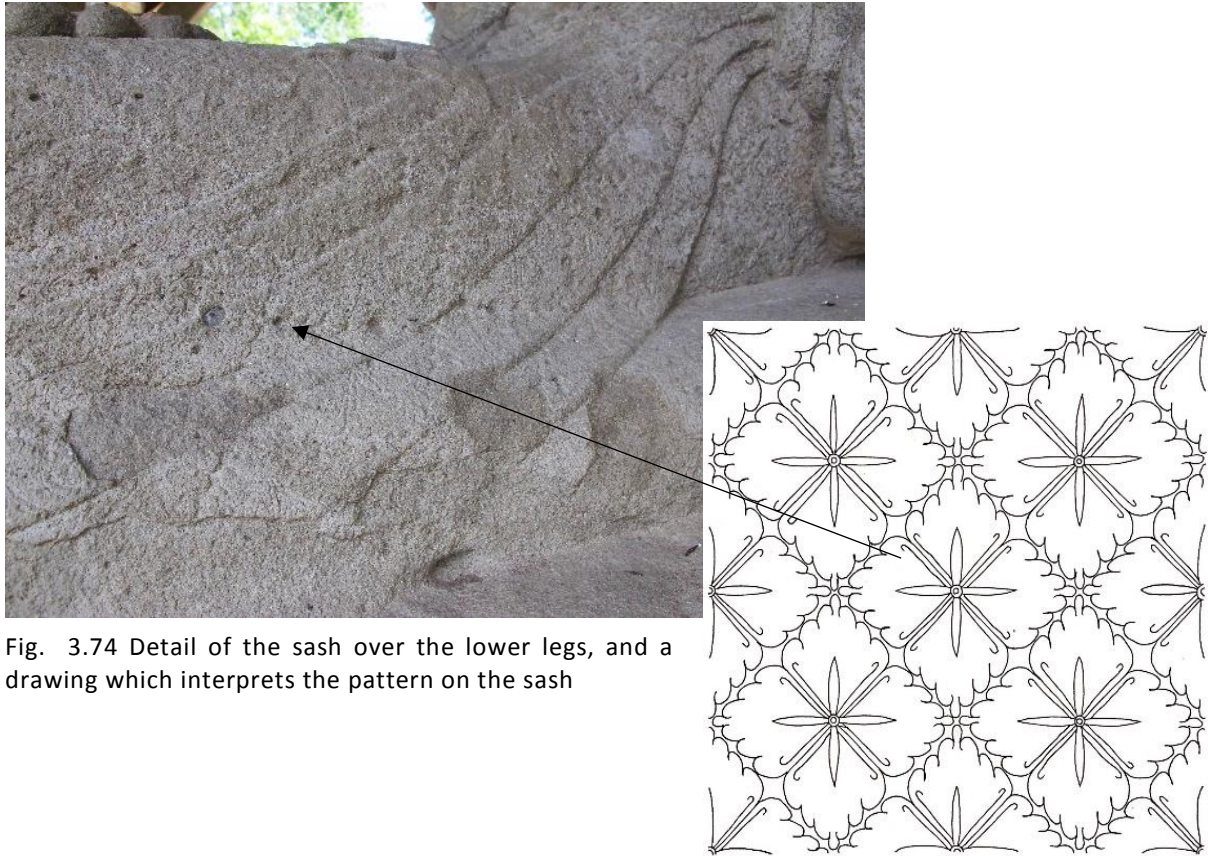 Fig. 3.74 Detail of the sash over the lower legs, and a
drawing which interprets the pattern on the sash